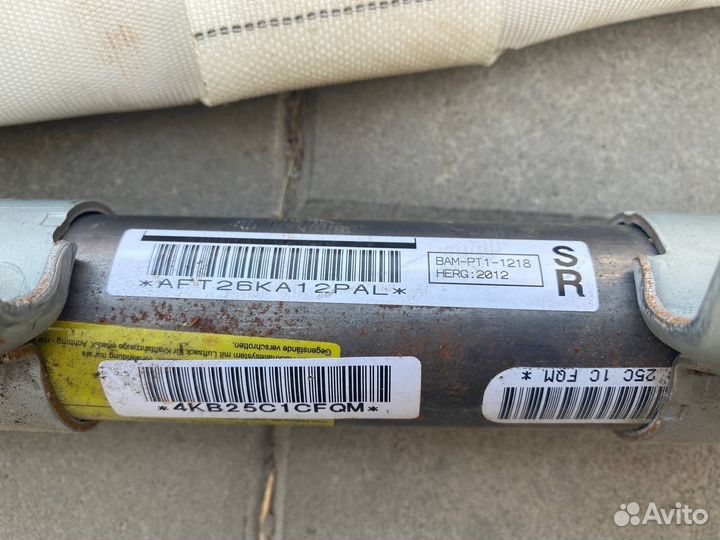 BAM-PT1-1218
HERG:2012
S
R
*AFT26KA12PAL*
Gegenstände verschrotten.
*4KB25C1CFQM*
25C 1C FQM *
Avito